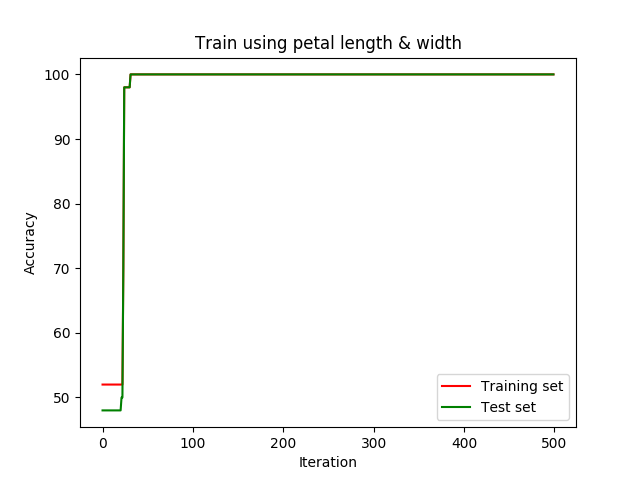 Train using petal length & width
100
90
80
70
60
50
Accuracy
0 100 200 300 400 500
Iteration
Training set
Test set